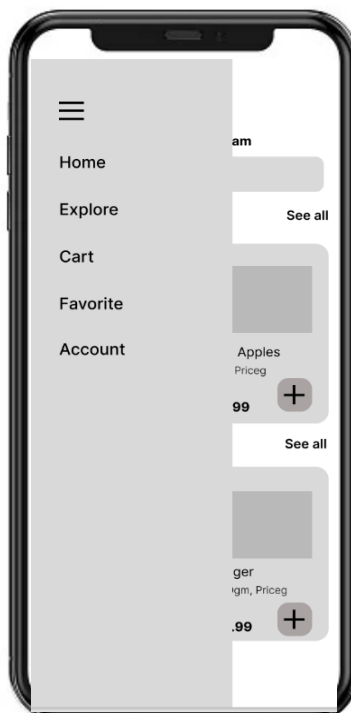 Home
Explore
Cart
Favorite
Account
am
See all
Apples
Priceg
99
See all
ger
gm, Priceg
.99